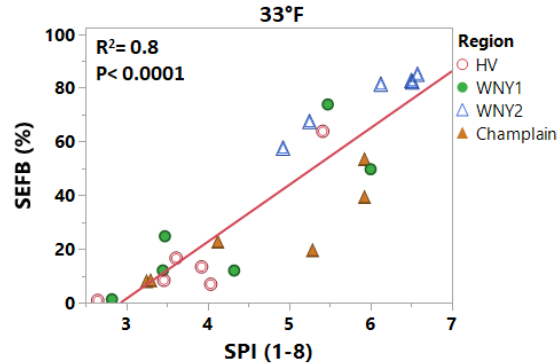 33°F
R²= 0.8
P< 0.0001
SEFB (%)
100
80
60
40
20
0
3 4 5 6 7
SPI (1-8)
Region
HV
WNY1
WNY2
Champlain